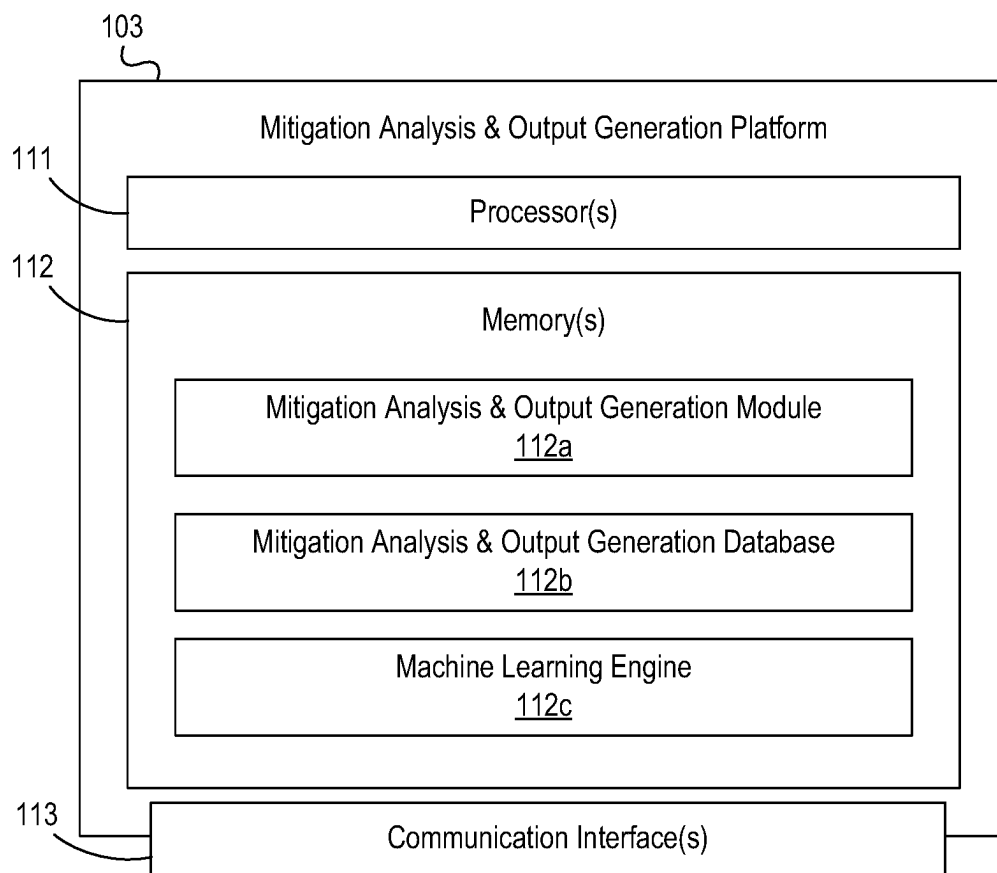 103
Mitigation Analysis & Output Generation Platform
111
Processor(s)
112
Memory(s)
Mitigation Analysis & Output Generation Module
112a
Mitigation Analysis & Output Generation Database
112b
Machine Learning Engine
112c
113
Communication Interface(s)